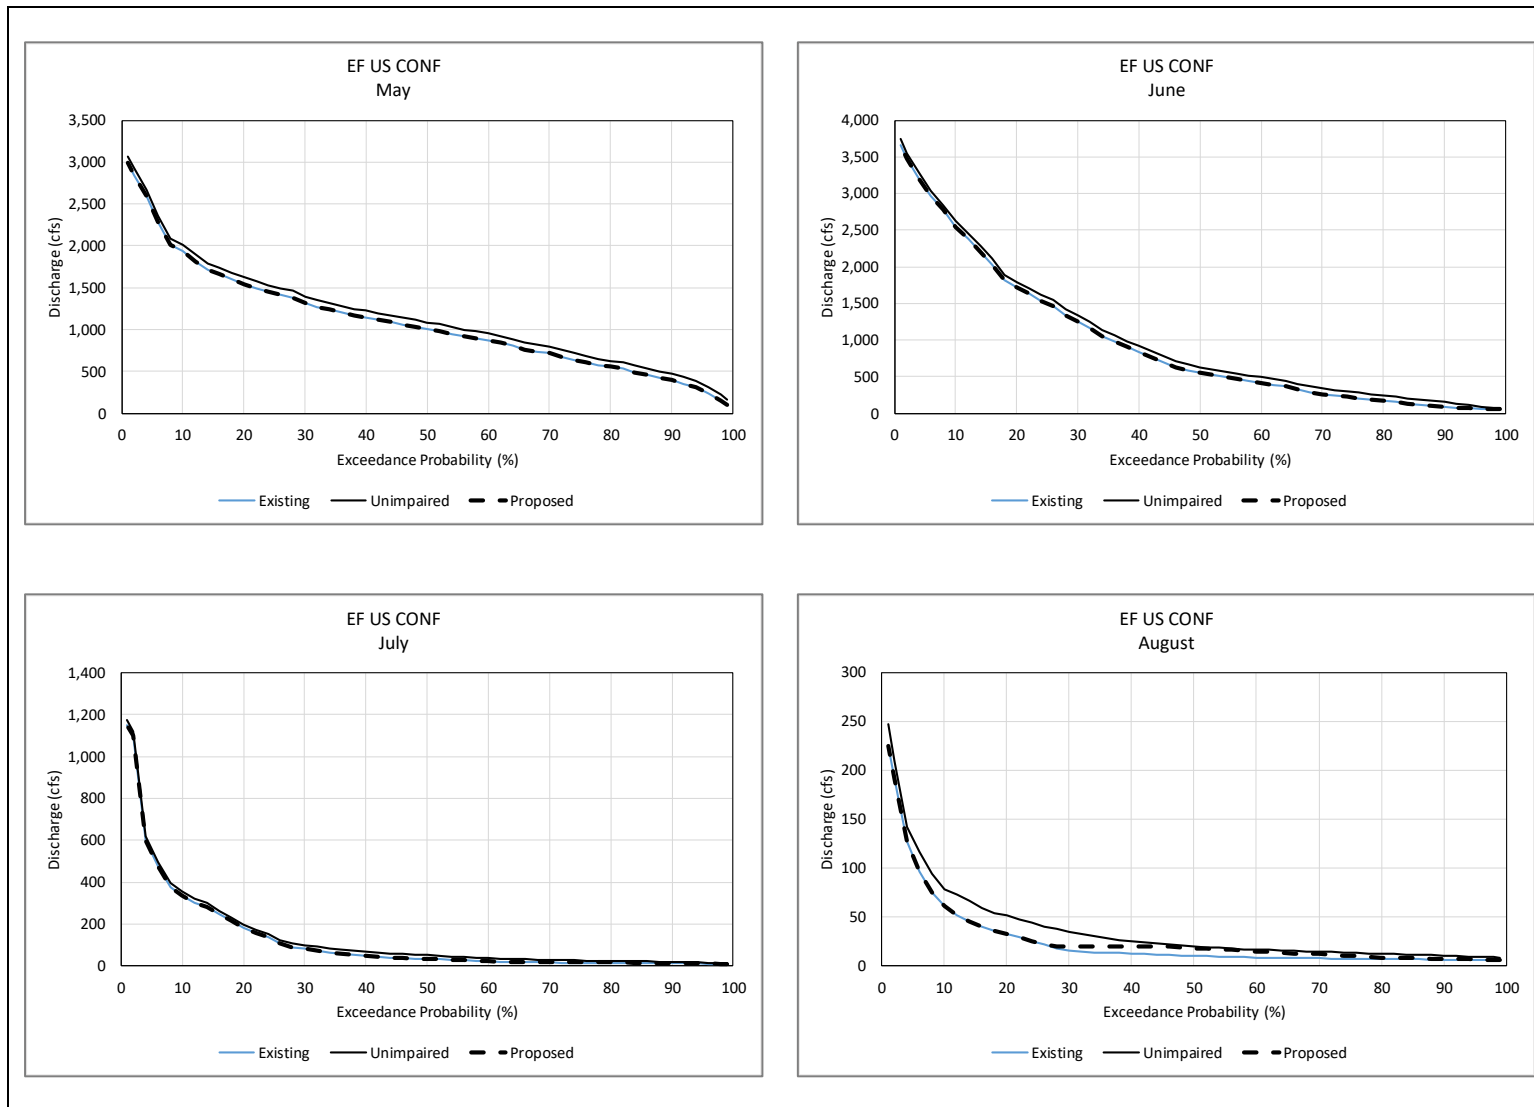 EF US CONF
May
3,500
3,000
2,500
2,000
1,500
1,000
500
0
Discharge (cfs)
0 10 20 30 40 50 60 70 80 90 100
Exceedance Probability (%)
Existing Unimpaired Proposed
EF US CONF
June
4,000
3,500
3,000
2,500
2,000
1,500
1,000
500
0
Discharge (cfs)
0 10 20 30 40 50 60 70 80 90 100
Exceedance Probability (%)
Existing Unimpaired Proposed
EF US CONF
July
1,400
1,200
1,000
800
600
400
200
0
Discharge (cfs)
0 10 20 30 40 50 60 70 80 90 100
Exceedance Probability (%)
Existing Unimpaired Proposed
EF US CONF
August
300
250
200
150
100
50
0
Discharge (cfs)
0 10 20 30 40 50 60 70 80 90 100
Exceedance Probability (%)
Existing Unimpaired Proposed